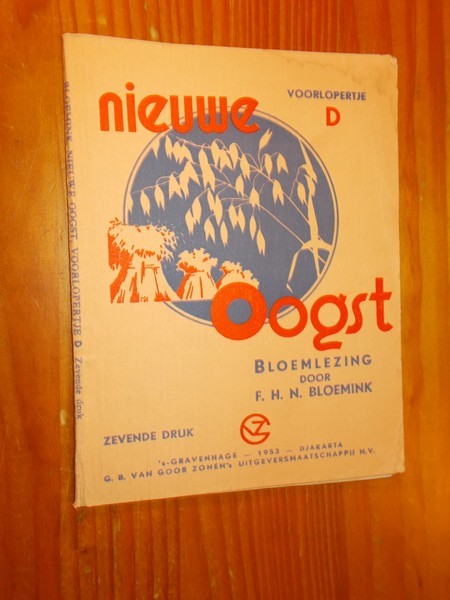 nieuwe
VOORLOPERTJE
D
Oogst
BLOEMLEZING
DOOR
F. H. N. BLOEMINK
ZEVENDE DRUK
VGZ
's-GRAVENHAGE — 1953 — DJAKARTA
G. B. VAN GOOR ZONEN's UITGEVERSMAATSCHAPPIJ N.V.
BLOEMINK, NIEUWE OOGST, VOORLOPERTJE D Zevende druk